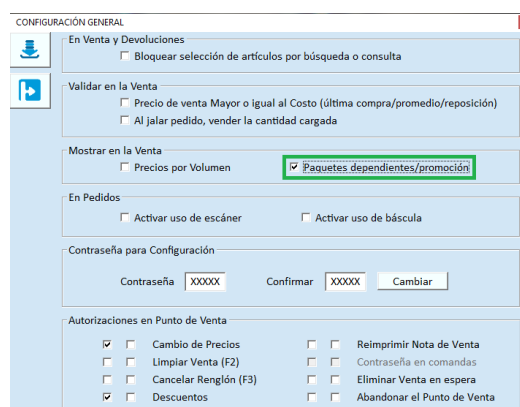 CONFIGURACIÓN GENERAL
En Venta y Devoluciones
Bloquear selección de artículos por búsqueda o consulta
Validar en la Venta
Precio de venta Mayor o igual al Costo (última compra/promedio/reposición)
Al jalar pedido, vender la cantidad cargada
Mostrar en la Venta
Precios por Volumen Paquetes dependientes/promoción
En Pedidos
Activar uso de escáner Activar uso de báscula
Contraseña para Configuración
Contraseña XXXXX Confirmar XXXXX Cambiar
Autorizaciones en Punto de Venta
Cambio de Precios Reimprimir Nota de Venta
Limpiar Venta (F2) Contraseña en comandas
Cancelar Renglón (F3) Eliminar Venta en espera
Descuentos Abandonar el Punto de Venta